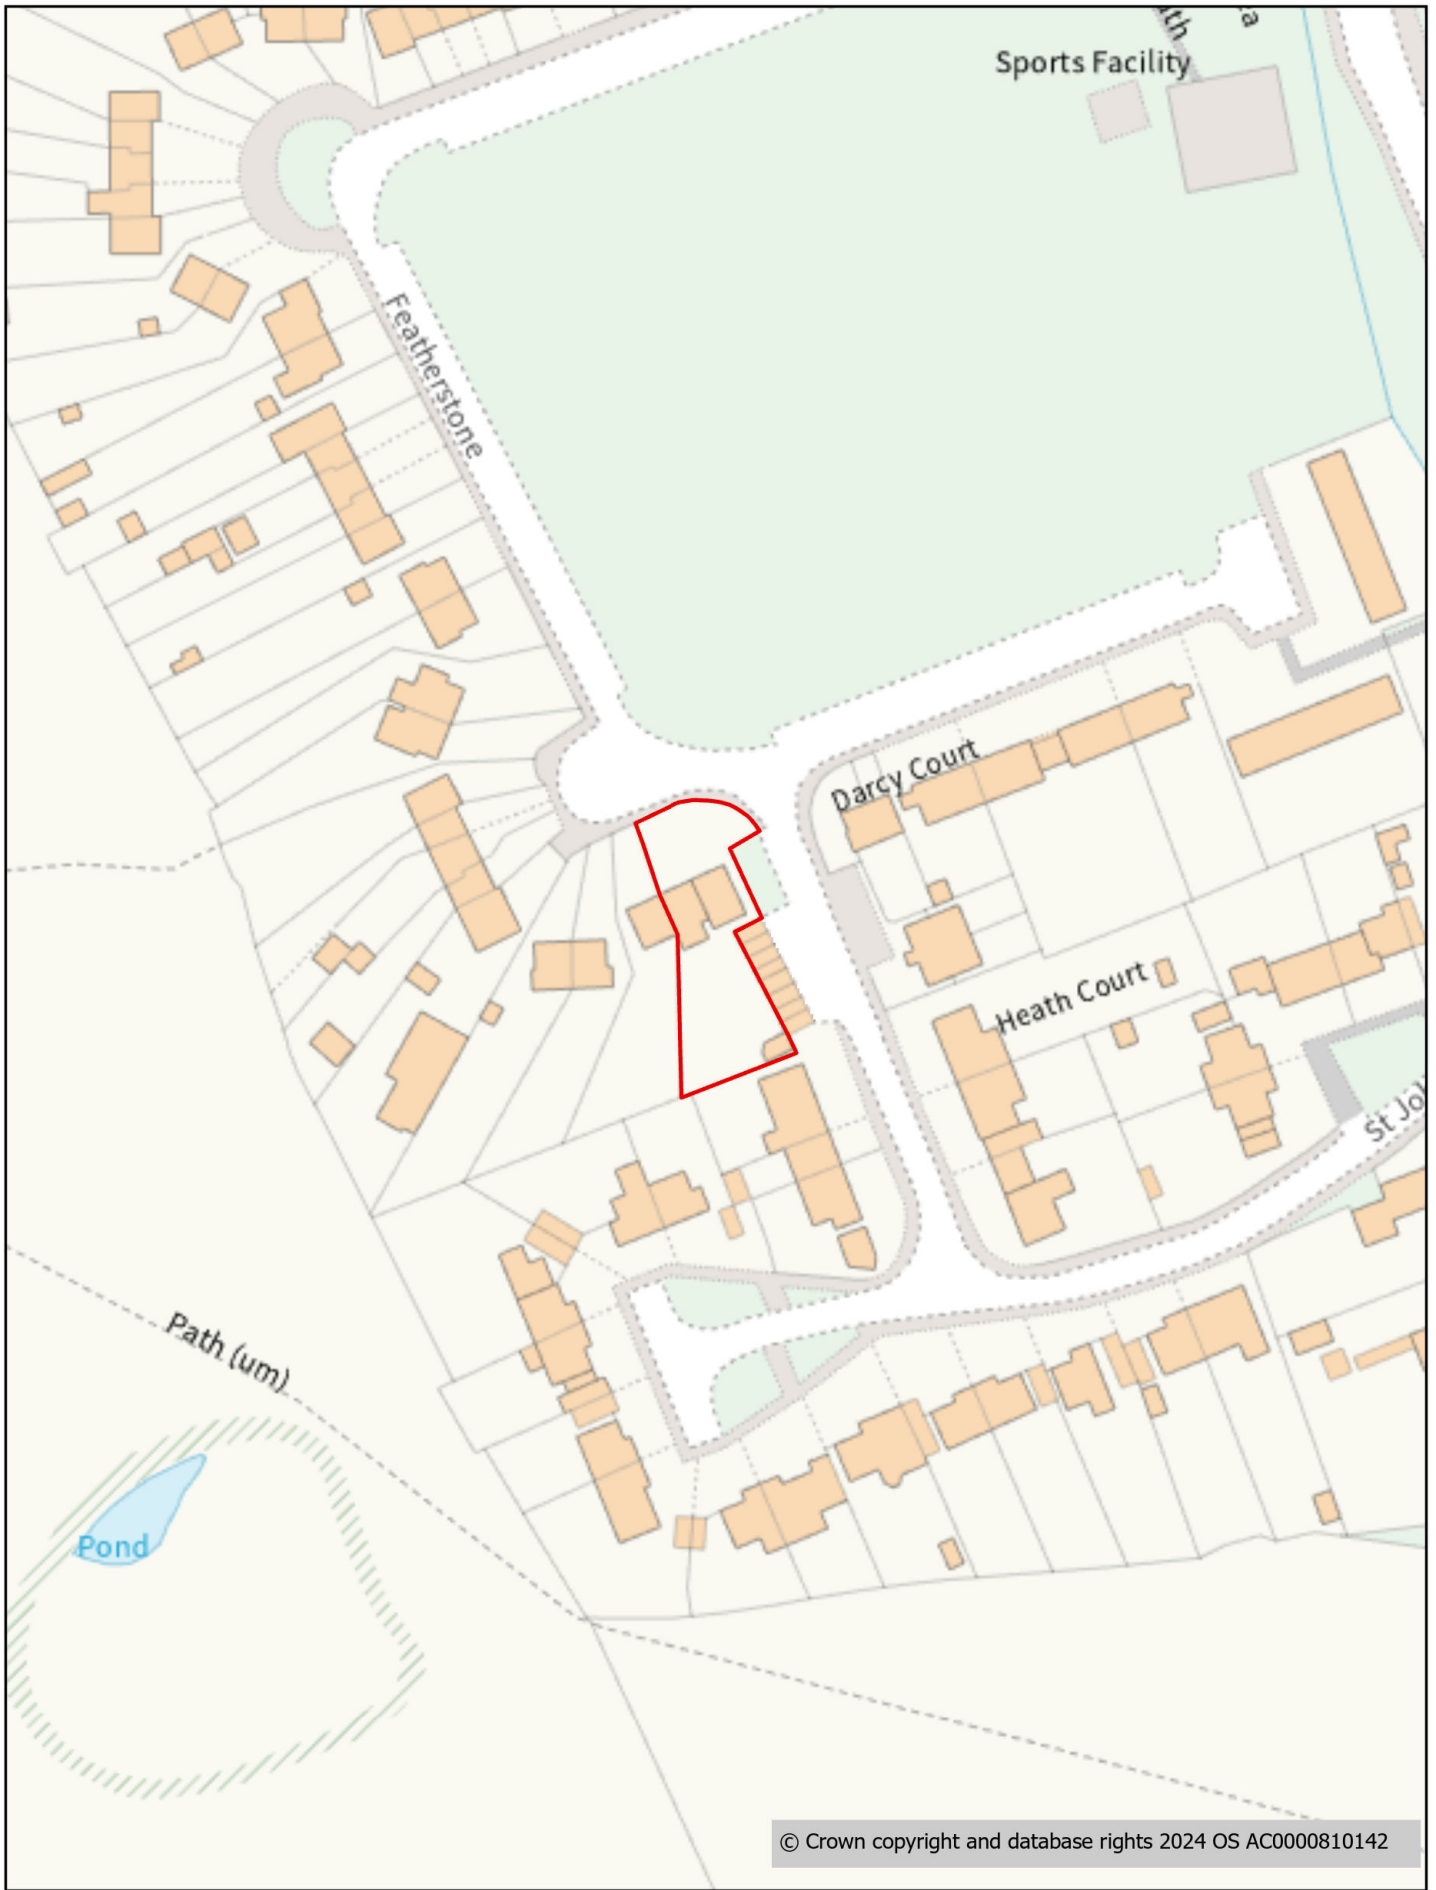 Sports Facility
Featherstone
Darcy Court
Heath Court
Path (um)
Pond
© Crown copyright and database rights 2024 OS AC0000810142